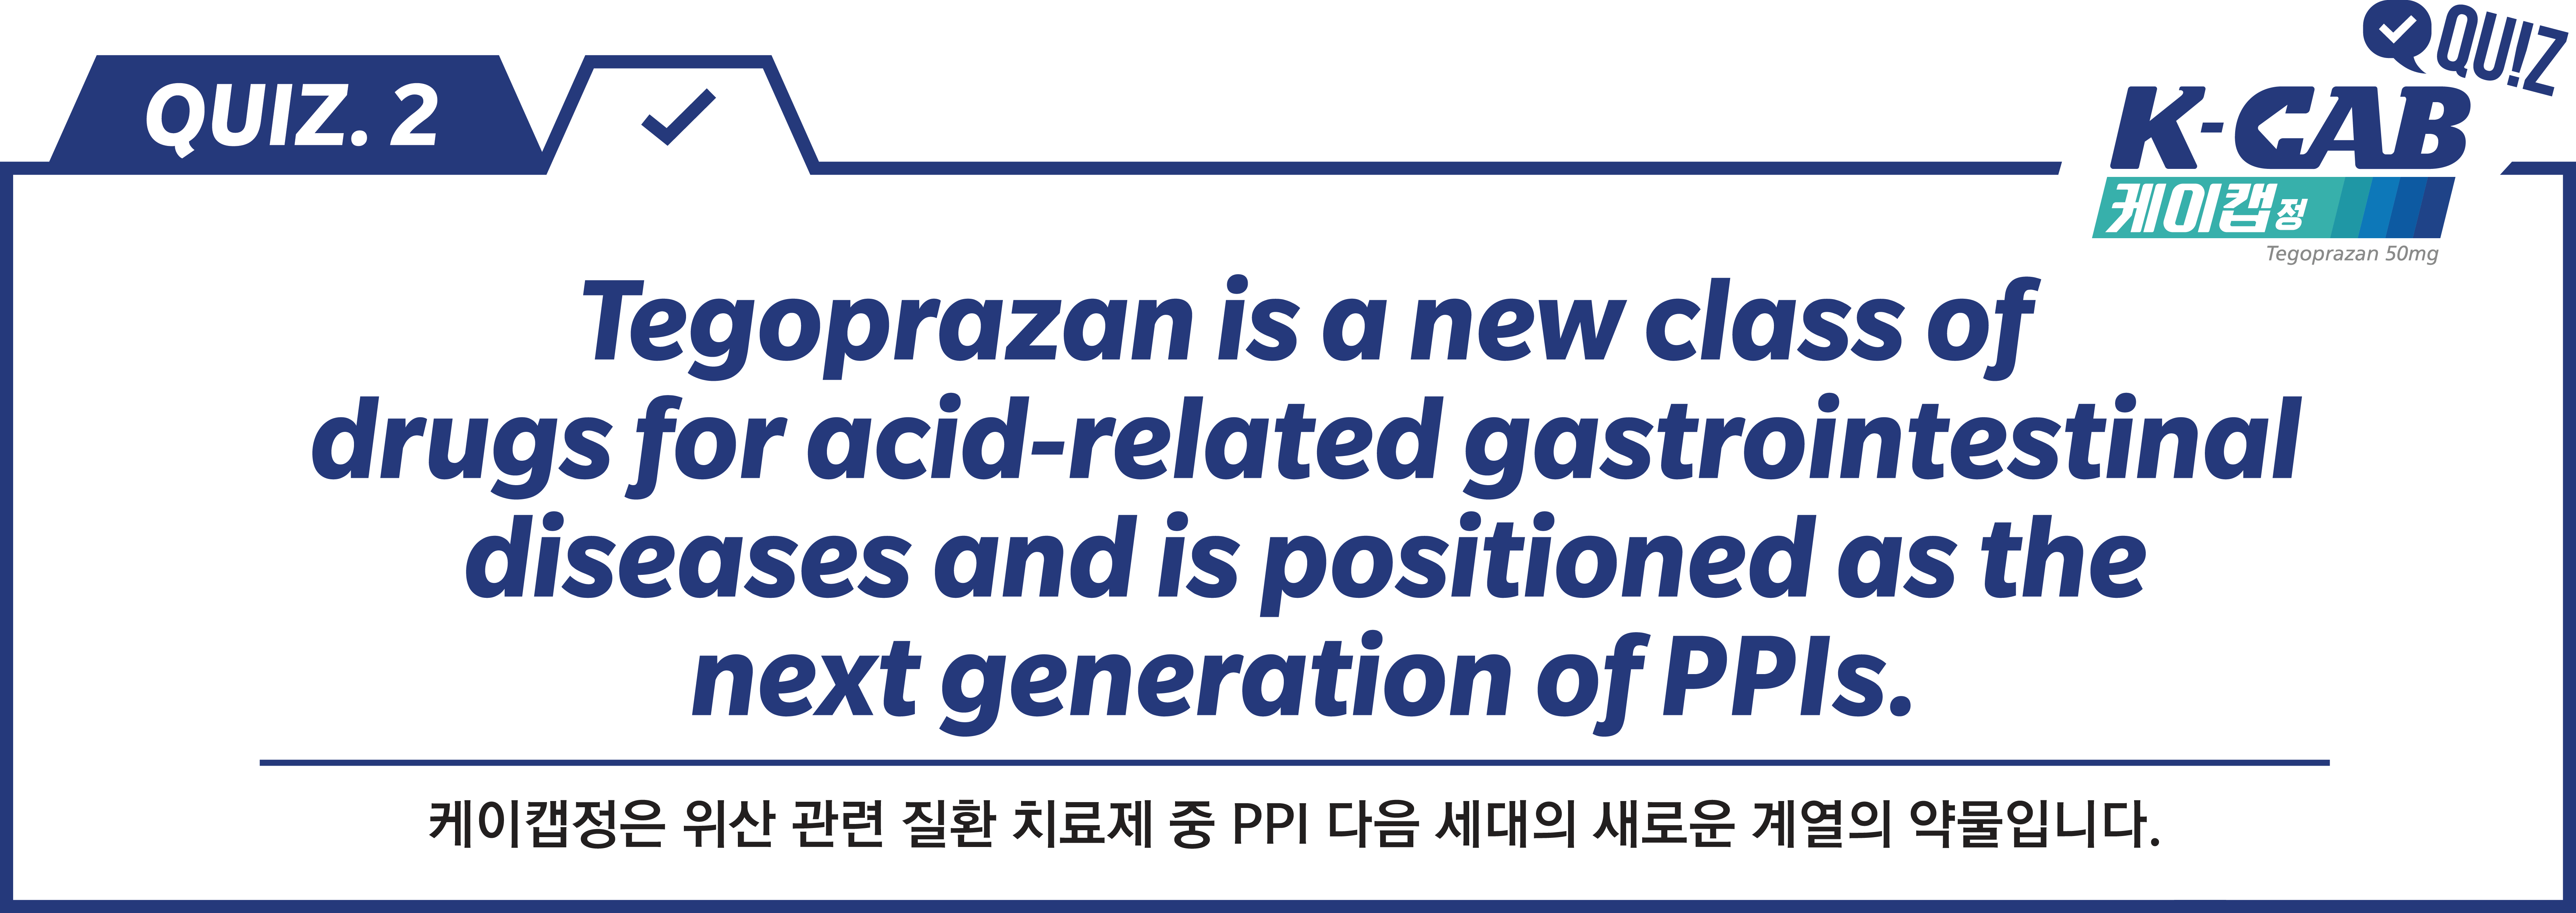 QUIZ. 2
QU!Z
K-CAB
케이캡정
Tegoprazan 50mg
Tegoprazan is a new class of
drugs for acid-related gastrointestinal
diseases and is positioned as the
next generation of PPIs.
케이캡정은 위산 관련 질환 치료제 중 PPI 다음 세대의 새로운 계열의 약물입니다.